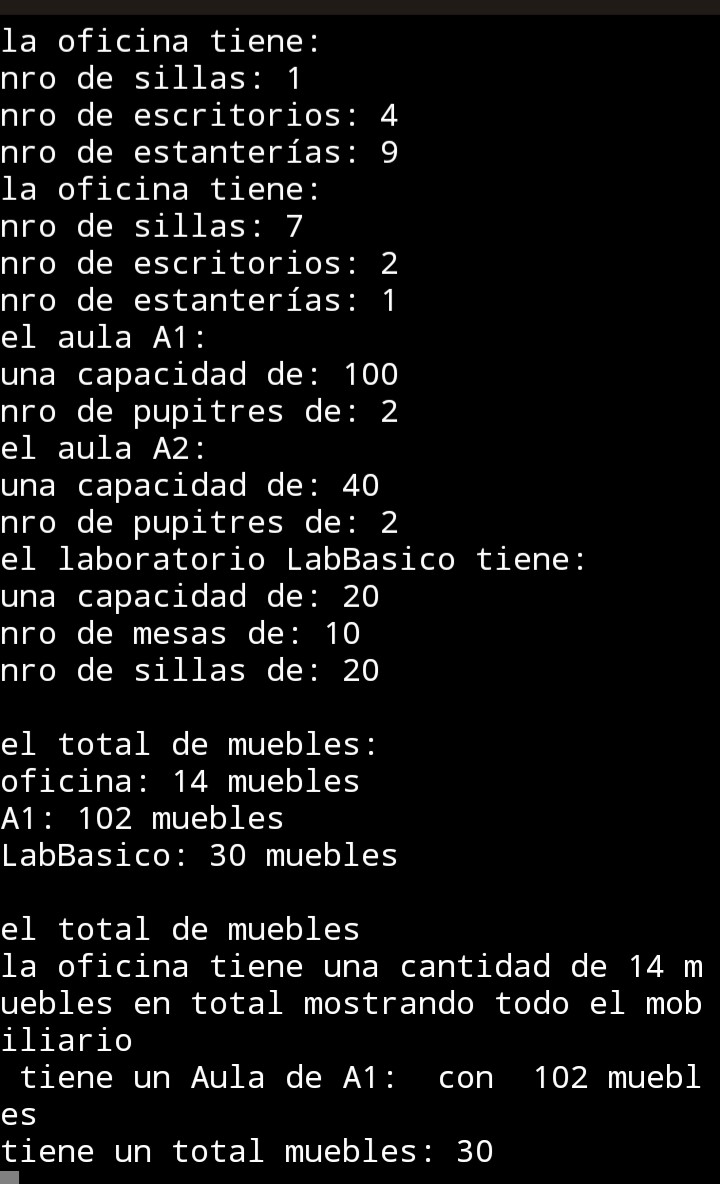 la oficina tiene:
nro de sillas: 1
nro de escritorios: 4
nro de estanterías: 9
la oficina tiene:
nro de sillas: 7
nro de escritorios: 2
nro de estanterías: 1
el aula A1:
una capacidad de: 100
nro de pupitres de: 2
el aula A2:
una capacidad de: 40
nro de pupitres de: 2
el laboratorio LabBasico tiene:
una capacidad de: 20
nro de mesas de: 10
nro de sillas de: 20

el total de muebles:
oficina: 14 muebles
A1: 102 muebles
LabBasico: 30 muebles

el total de muebles
la oficina tiene una cantidad de 14 m
uebles en total mostrando todo el mob
iliario
 tiene un Aula de A1:  con  102 muebl
es
tiene un total muebles: 30